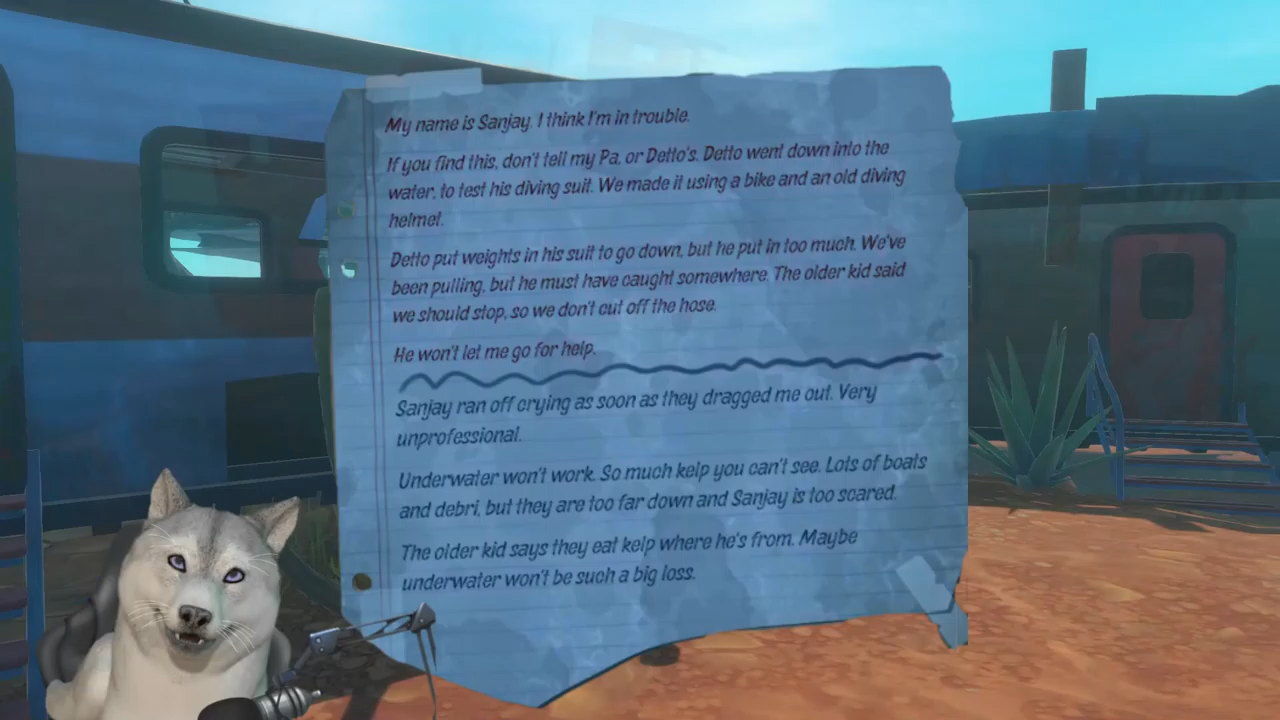 My name is Sanjay. I think I'm in trouble.
If you find this, don't tell my Pa, or Detto's. Detto went down into the
water, to test his diving suit. We made it using a bike and an old diving
helmet.
Detto put weights in his suit to go down, but he put in too much. We've
been pulling, but he must have caught somewhere. The older kid said
we should stop, so we don't cut off the hose.
He won't let me go for help.
Sanjay ran off crying as soon as they dragged me out. Very
unprofessional.
Underwater won't work. So much kelp you can't see. Lots of boats
and debri, but they are too far down and Sanjay is too scared.
The older kid says they eat kelp where he's from. Maybe
underwater won't be such a big loss.